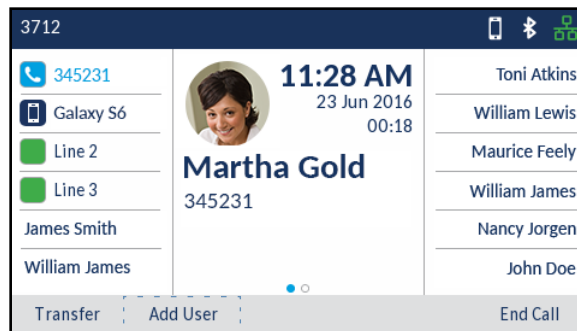 3712
345231
Galaxy S6
Line 2
Line 3
James Smith
William James
11:28 AM
23 Jun 2016
00:18
Martha Gold
345231
Toni Atkins
William Lewis
Maurice Feely
William James
Nancy Jorgen
John Doe
Transfer
Add User
End Call